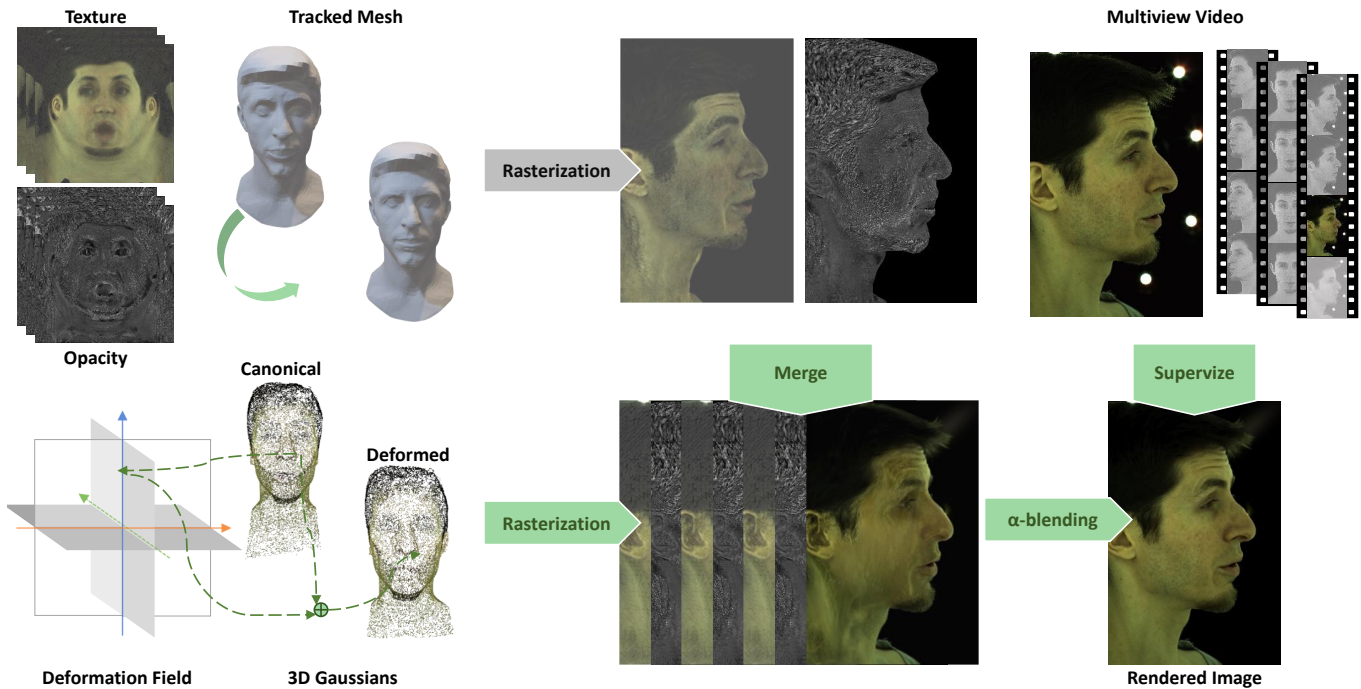 Texture
Tracked Mesh
Multiview Video
Rasterization
Opacity
Canonical
Merge
Supervize
Deformed
Rasterization
α-blending
Deformation Field
3D Gaussians
Rendered Image